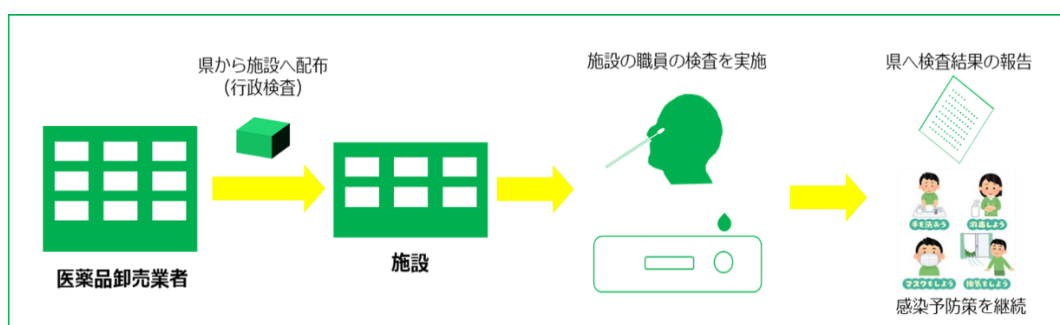 県から施設へ配布
(行政検査)
医薬品卸売業者
施設
施設の職員の検査を実施
県へ検査結果の報告
手を洗おう
消毒しよう
マスクをしよう
換気をしよう
感染予防策を継続